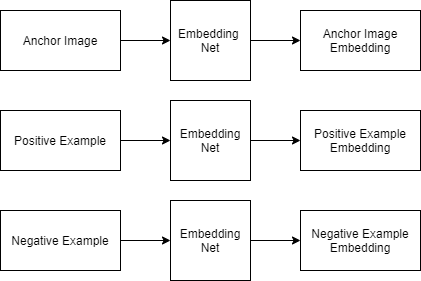 Anchor Image
Embedding
Net
Anchor Image
Embedding
Positive Example
Embedding
Net
Positive Example
Embedding
Negative Example
Embedding
Net
Negative Example
Embedding